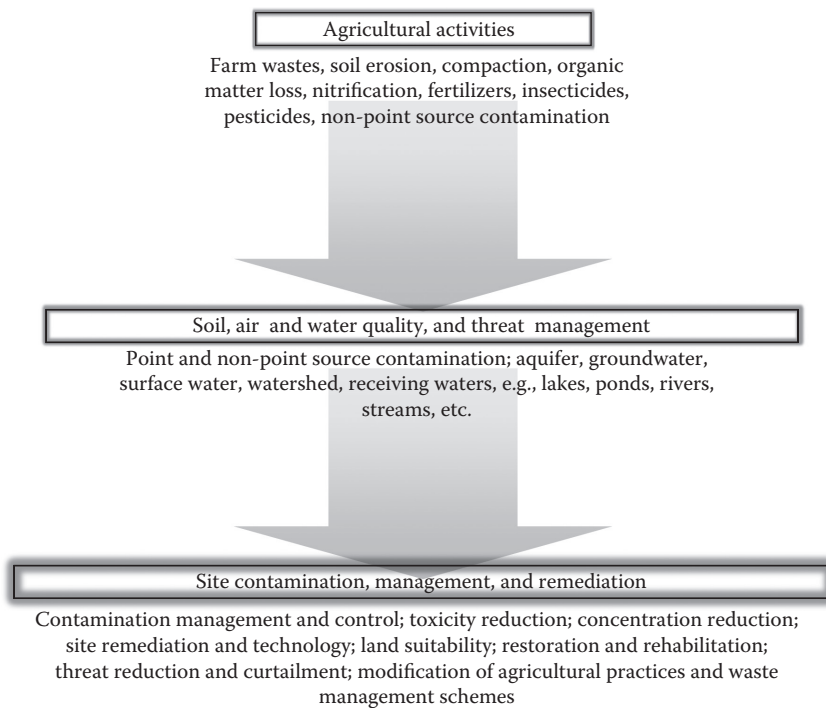 Agricultural activities
Farm wastes, soil erosion, compaction, organic
matter loss, nitrification, fertilizers, insecticides,
pesticides, non-point source contamination
Soil, air and water quality, and threat management
Point and non-point source contamination; aquifer, groundwater,
surface water, watershed, receiving waters, e.g., lakes, ponds, rivers,
streams, etc.
Site contamination, management, and remediation
Contamination management and control; toxicity reduction; concentration reduction;
site remediation and technology; land suitability; restoration and rehabilitation;
threat reduction and curtailment; modification of agricultural practices and waste
management schemes